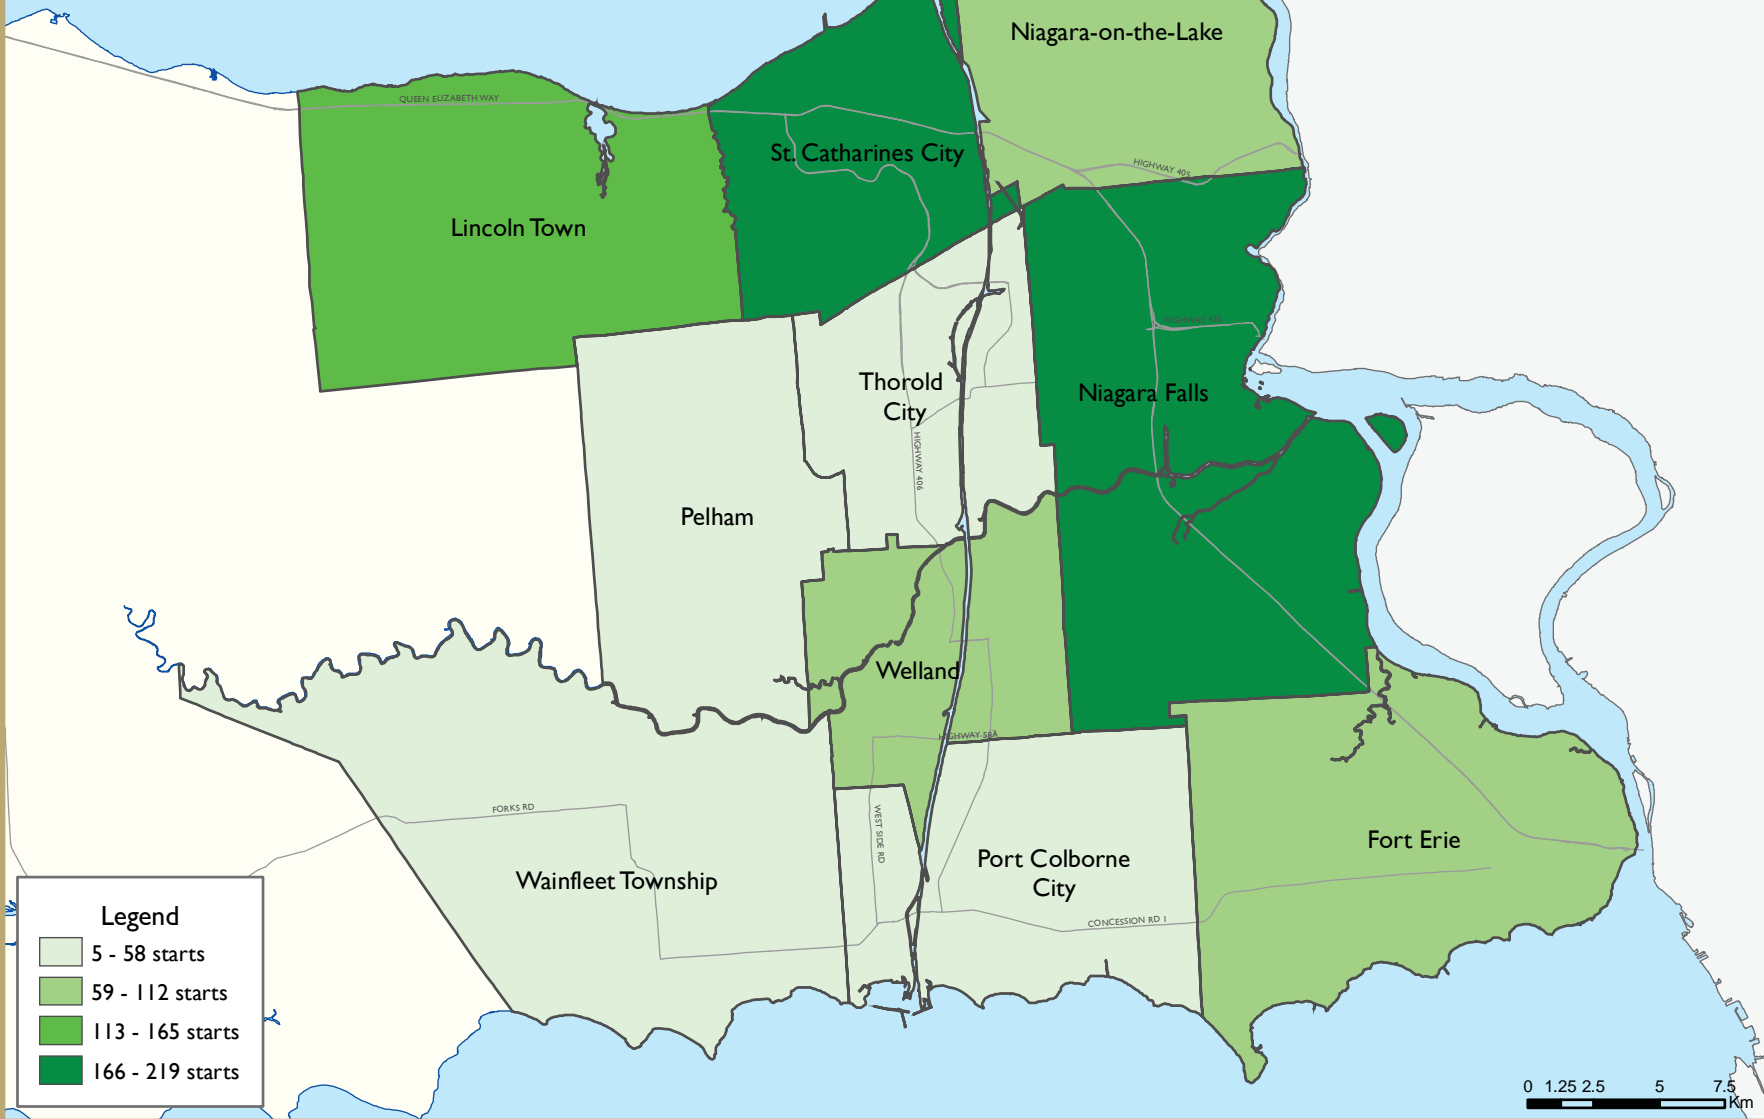 Niagara-on-the-Lake
QUEEN ELIZABETH WAY
St. Catharines City
HIGHWAY 405
Lincoln Town
HIGHWAY 420
Thorold
City
Niagara Falls
HIGHWAY 406
Pelham
Welland
HIGHWAY 58A
FORKS RD
WEST SIDE RD
Fort Erie
Port Colborne
City
Wainfleet Township
CONCESSION RD 1
Legend
5 - 58 starts
59 - 112 starts
113 - 165 starts
166 - 219 starts
0 1.25 2.5 5 7.5
Km